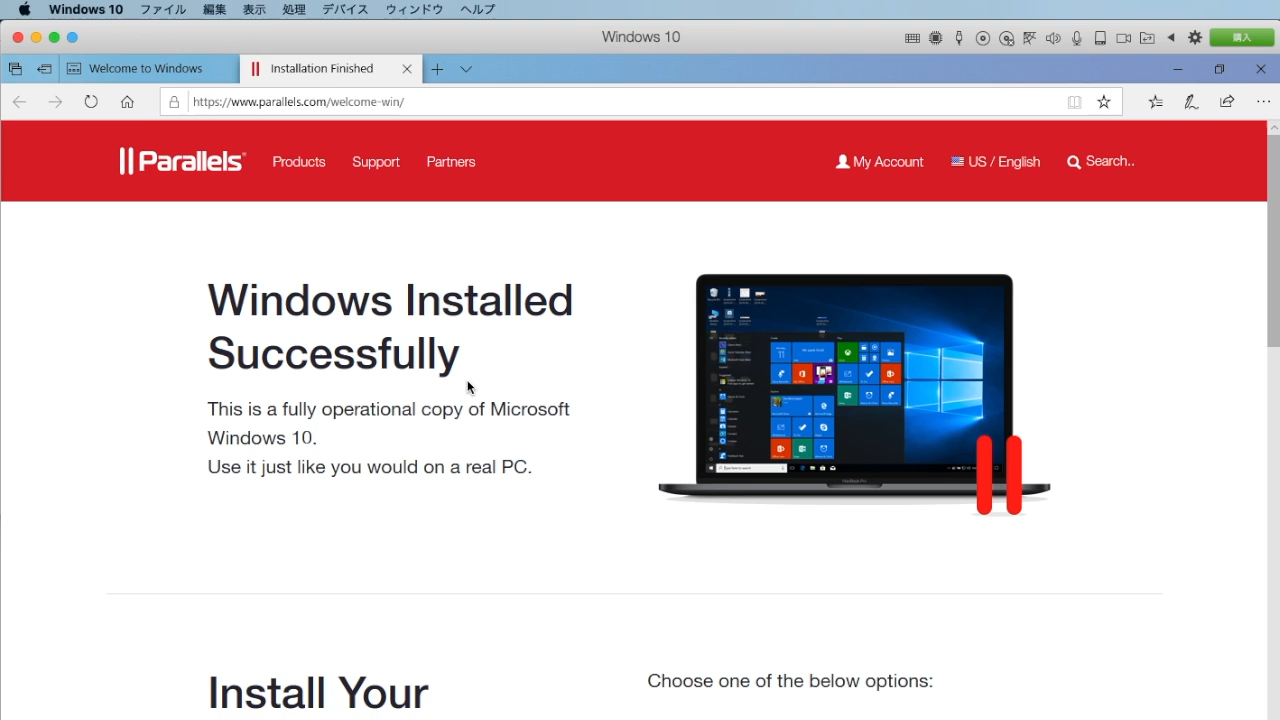 Windows 10 ファイル 編集 表示 処理 デバイス ウィンドウ ヘルプ
Windows 10
購入
Welcome to Windows
Installation Finished
https://www.parallels.com/welcome-win/
Parallels
Products
Support
Partners
My Account
US / English
Search..
Windows Installed
Successfully
This is a fully operational copy of Microsoft
Windows 10.
Use it just like you would on a real PC.
MacBook Pro
Install Your
Choose one of the below options: